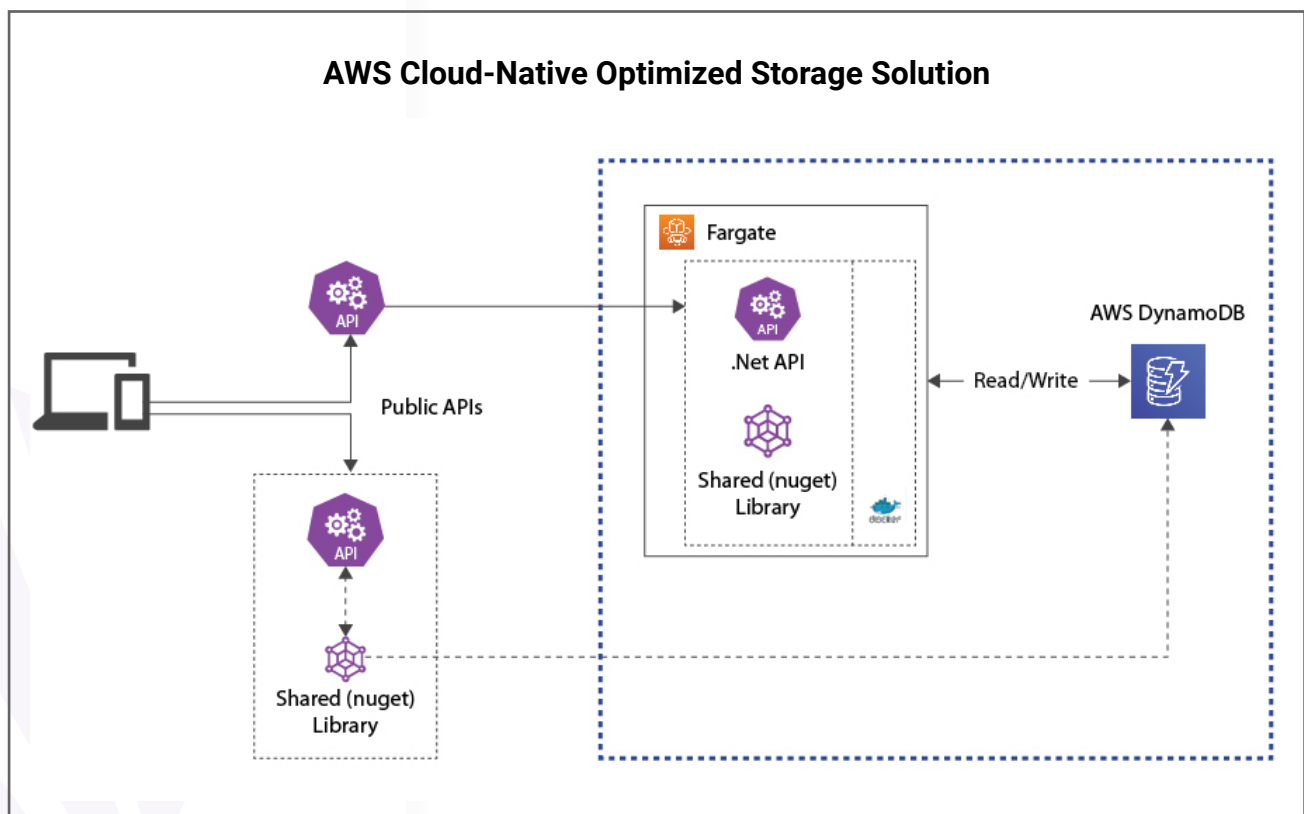 AWS Cloud-Native Optimized Storage Solution
Fargate
API
API
.Net API
AWS DynamoDB
Read/Write
Public APIs
Shared (nuget)
Library
docker
API
Shared (nuget)
Library